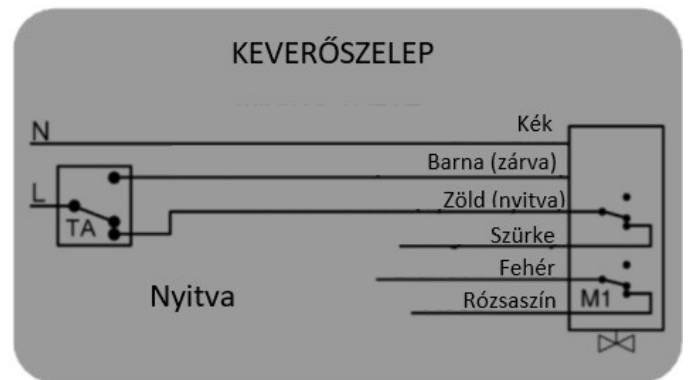 KEVERŐSZELEP
N
Kék
Barna (zárva)
L
TA
Zöld (nyitva)
Szürke
Fehér
Nyitva
Rózsaszín
M1